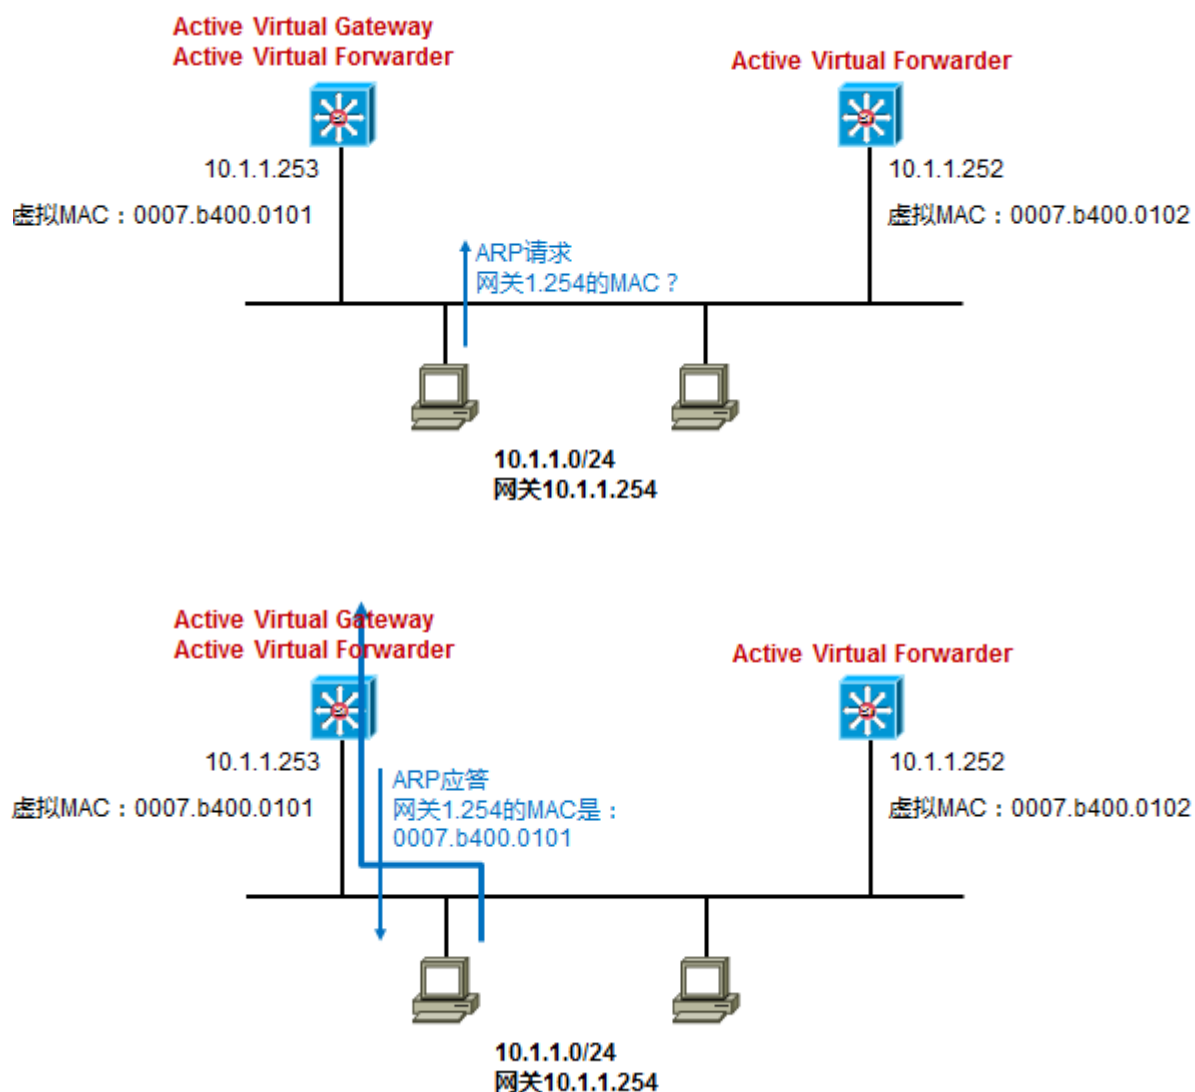 Active Virtual Gateway
Active Virtual Forwarder
Active Virtual Forwarder
10.1.1.253
10.1.1.252
虚拟MAC：0007.b400.0101
虚拟MAC：0007.b400.0102
ARP请求
网关1.254的MAC？
10.1.1.0/24
网关10.1.1.254
Active Virtual Gateway
Active Virtual Forwarder
Active Virtual Forwarder
10.1.1.253
10.1.1.252
虚拟MAC：0007.b400.0101
虚拟MAC：0007.b400.0102
ARP应答
网关1.254的MAC是：
0007.b400.0101
10.1.1.0/24
网关10.1.1.254